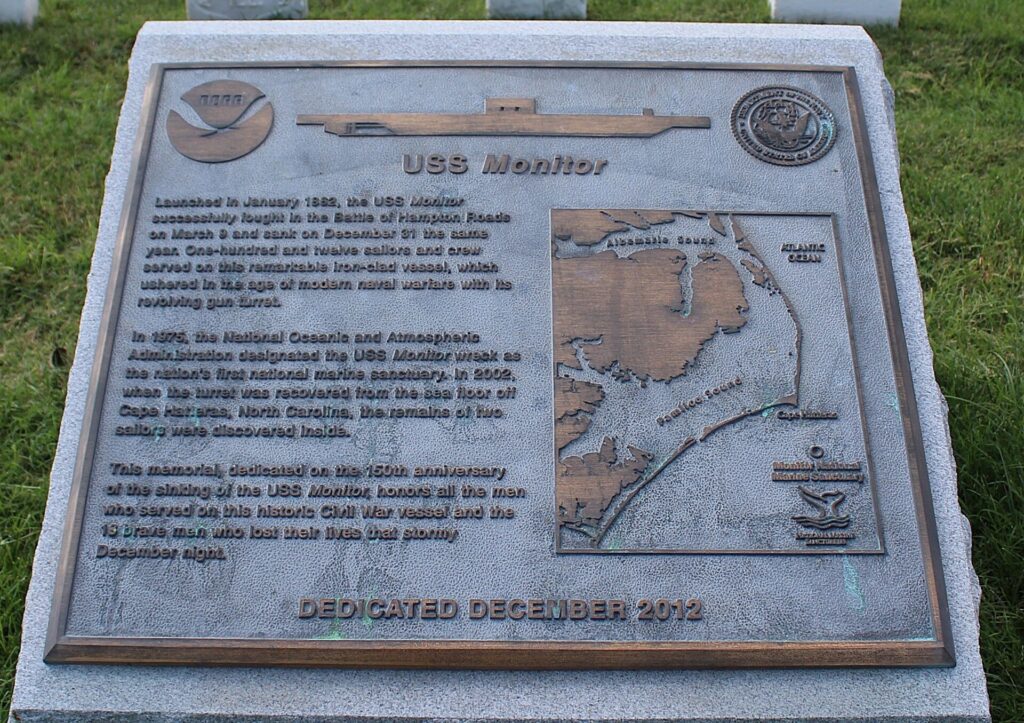 NOAA
USS Monitor
Launched in January 1862, the USS Monitor
successfully fought in the Battle of Hampton Roads
on March 9 and sank on December 31 the same
year. One-hundred and twelve sailors and crew
served on this remarkable iron-clad vessel, which
ushered in the age of modern naval warfare with its
revolving gun turret.
In 1975, the National Oceanic and Atmospheric
Administration designated the USS Monitor wreck as
the nation's first national marine sanctuary. In 2002,
when the turret was recovered from the sea floor off
Cape Hatteras, North Carolina, the remains of two
sailors were discovered inside.
This memorial, dedicated on the 150th anniversary
of the sinking of the USS Monitor, honors all the men
who served on this historic Civil War vessel and the
16 brave men who lost their lives that stormy
December night.
Albemarle Sound
ATLANTIC
OCEAN
Pamlico Sound
Cape Hatteras
Monitor National
Marine Sanctuary
DEDICATED DECEMBER 2012